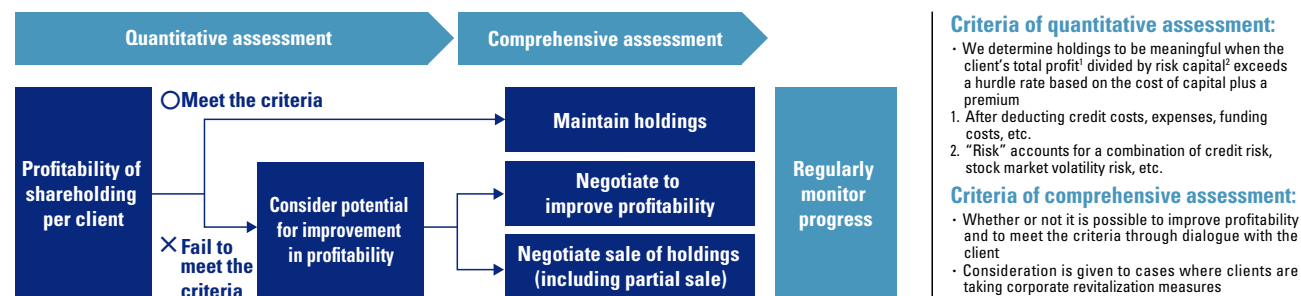 Quantitative assessment
Comprehensive assessment
Profitability of
shareholding
per client
○Meet the criteria
×Fail to
meet the
criteria
Consider potential
for improvement
in profitability
Maintain holdings
Negotiate to
improve profitability
Negotiate sale of holdings
(including partial sale)
Regularly
monitor
progress
Criteria of quantitative assessment:
· We determine holdings to be meaningful when the
client's total profit¹ divided by risk capital² exceeds
a hurdle rate based on the cost of capital plus a
premium
1. After deducting credit costs, expenses, funding
costs, etc.
2. "Risk" accounts for a combination of credit risk,
stock market volatility risk, etc.
Criteria of comprehensive assessment:
· Whether or not it is possible to improve profitability
and to meet the criteria through dialogue with the
client
· Consideration is given to cases where clients are
taking corporate revitalization measures